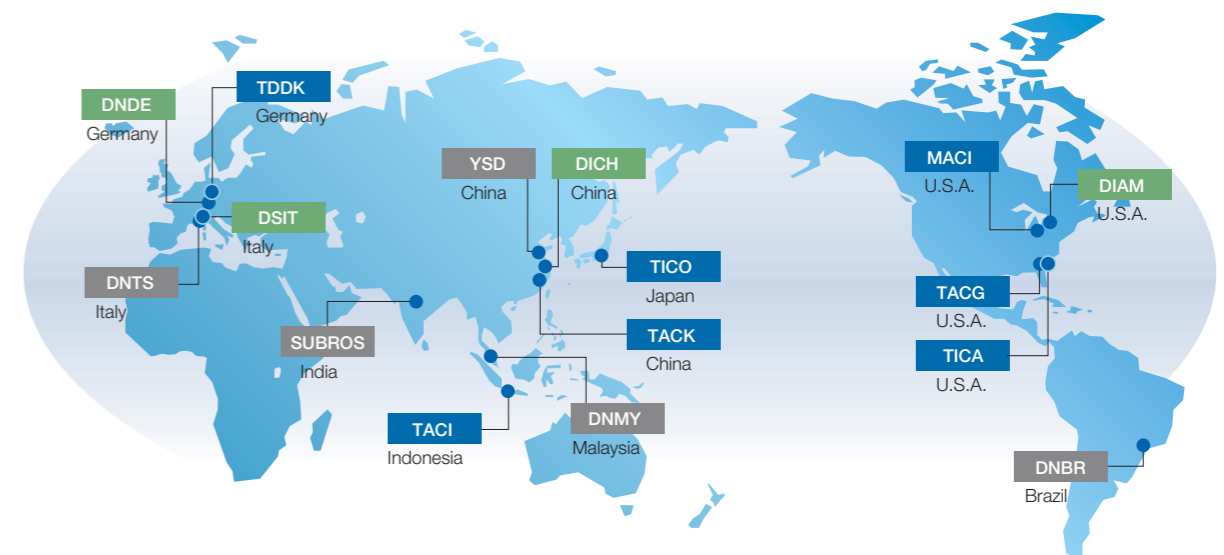 TDDK
Germany
DNDE
Germany
DSIT
Italy
DNTS
Italy
SUBROS
India
YSD
China
DICH
China
TICO
Japan
TACK
China
DNMY
Malaysia
TACI
Indonesia
MACI
U.S.A.
DIAM
U.S.A.
TACG
U.S.A.
TICA
U.S.A.
DNBR
Brazil